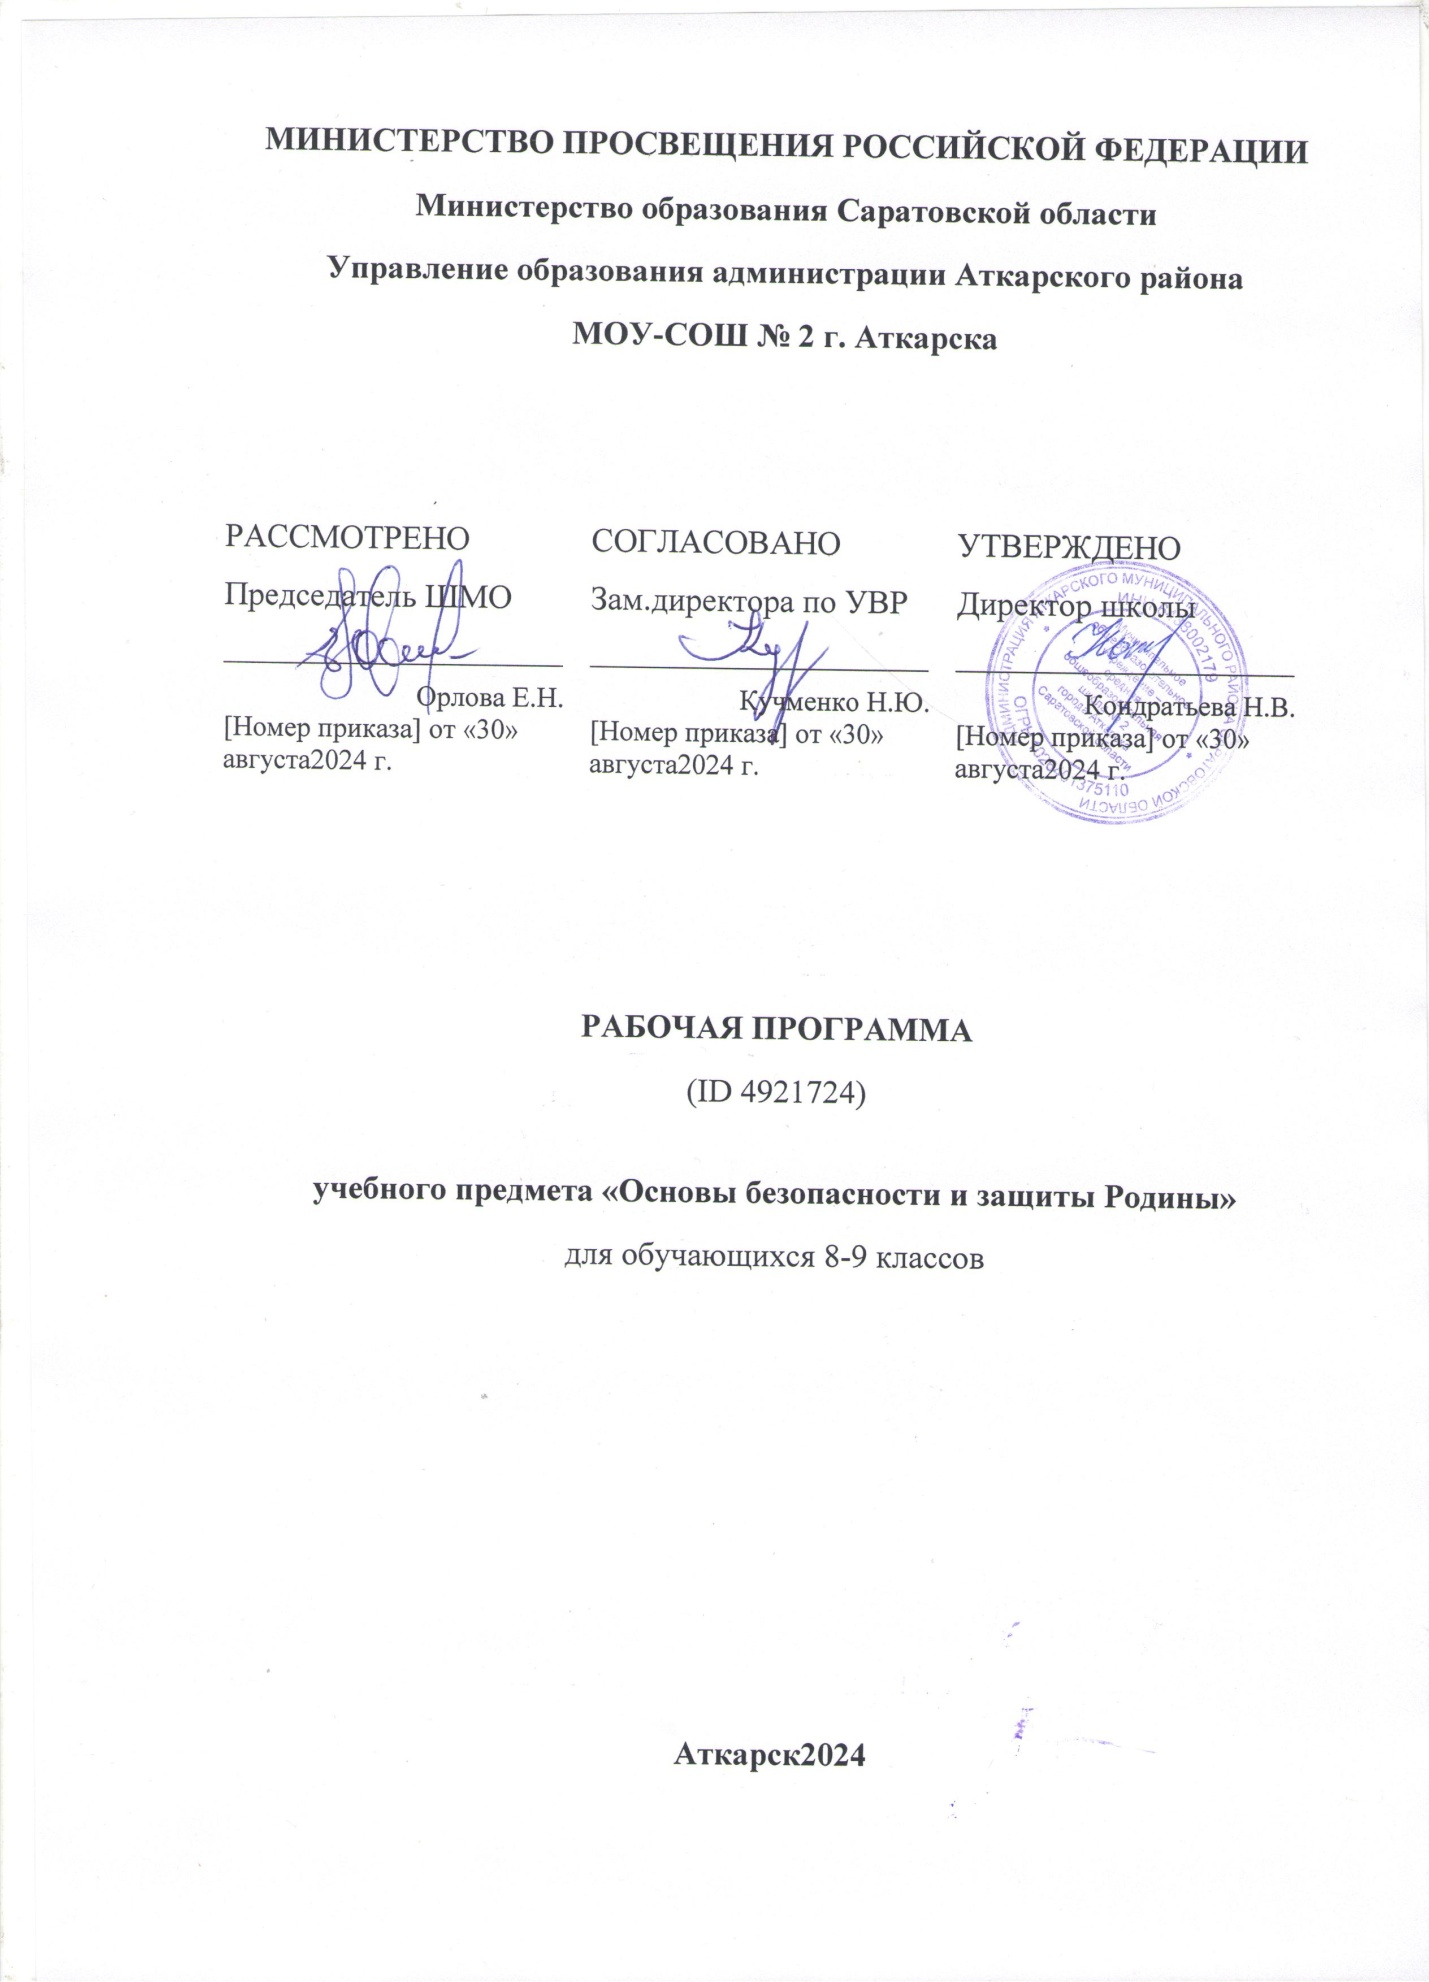 МИНИСТЕРСТВО ПРОСВЕЩЕНИЯ РОССИЙСКОЙ ФЕДЕРАЦИИ
Министерство образования Саратовской области
Управление образования администрации Аткарского района
МОУ-СОШ № 2 г. Аткарска
РАССМОТРЕНО
Председатель ШМО
Орлова Е.Н.
[Номер приказа] от «30»
августа2024 г.
СОГЛАСОВАНО
Зам.директора по УВР
Кучменко Н.Ю.
[Номер приказа] от «30»
августа2024 г.
УТВЕРЖДЕНО
Директор школы
Кондратьева Н.В.
[Номер приказа] от «30»
августа2024 г.
РАБОЧАЯ ПРОГРАММА
(ID 4921724)
учебного предмета «Основы безопасности и защиты Родины»
для обучающихся 8-9 классов
Аткарск2024